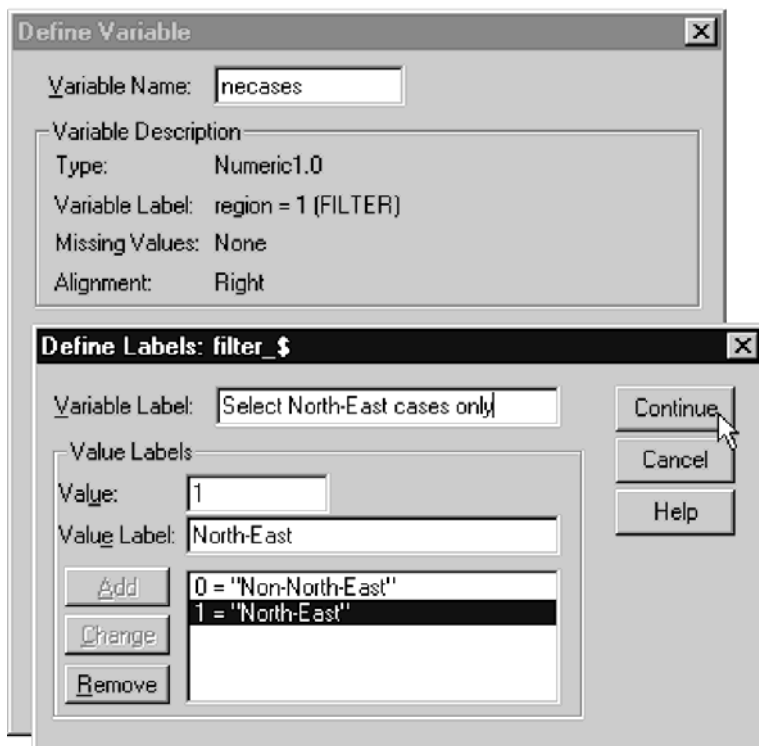 Define Variable
Variable Name: necases
Variable Description
Type: Numeric1.0
Variable Label: region = 1 (FILTER)
Missing Values: None
Alignment: Right
Define Labels: filter_$
Variable Label: Select North-East cases only
Continue
Value Labels
Cancel
Value: 1
Help
Value Label: North-East
Add
0 = "Non-North-East"
1 = "North-East"
Change
Remove